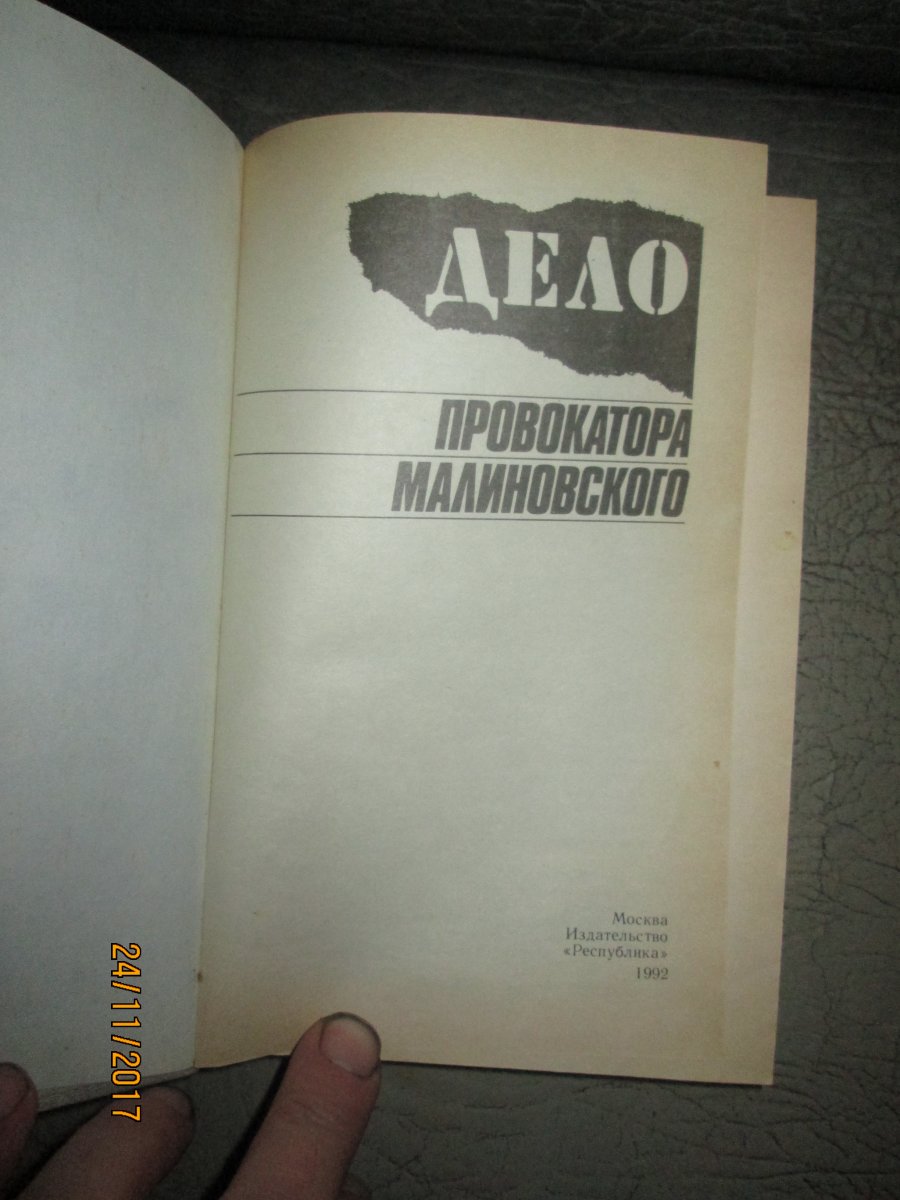 ДЕЛО
ПРОВОКАТОРА
МАЛИНОВСКОГО
Москва
Издательство
«Республика»
1992
24/11/2017